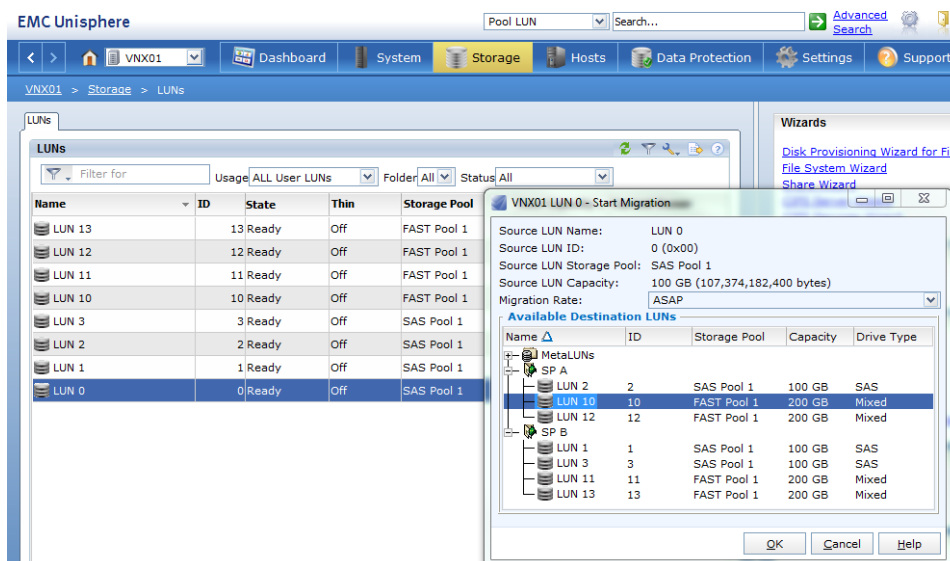 EMC Unisphere
Pool LUN Search... Advanced Search
VNX01 Dashboard System Storage Hosts Data Protection Settings Support
VNX01 > Storage > LUNs
LUNs
LUNs
Filter for Usage ALL User LUNs Folder All Status All
Name ID State Thin Storage Pool
LUN 13 13 Ready Off FAST Pool 1
LUN 12 12 Ready Off FAST Pool 1
LUN 11 11 Ready Off FAST Pool 1
LUN 10 10 Ready Off FAST Pool 1
LUN 3 3 Ready Off SAS Pool 1
LUN 2 2 Ready Off SAS Pool 1
LUN 1 1 Ready Off SAS Pool 1
LUN 0 0 Ready Off SAS Pool 1
Wizards
Disk Provisioning Wizard for Fi
File System Wizard
Share Wizard
VNX01 LUN 0 - Start Migration
Source LUN Name: LUN 0
Source LUN ID: 0 (0x00)
Source LUN Storage Pool: SAS Pool 1
Source LUN Capacity: 100 GB (107,374,182,400 bytes)
Migration Rate: ASAP
Available Destination LUNs
Name ID Storage Pool Capacity Drive Type
MetaLUNs
SP A
LUN 2 2 SAS Pool 1 100 GB SAS
LUN 10 10 FAST Pool 1 200 GB Mixed
LUN 12 12 FAST Pool 1 200 GB Mixed
SP B
LUN 1 1 SAS Pool 1 100 GB SAS
LUN 3 3 SAS Pool 1 100 GB SAS
LUN 11 11 FAST Pool 1 200 GB Mixed
LUN 13 13 FAST Pool 1 200 GB Mixed
OK Cancel Help